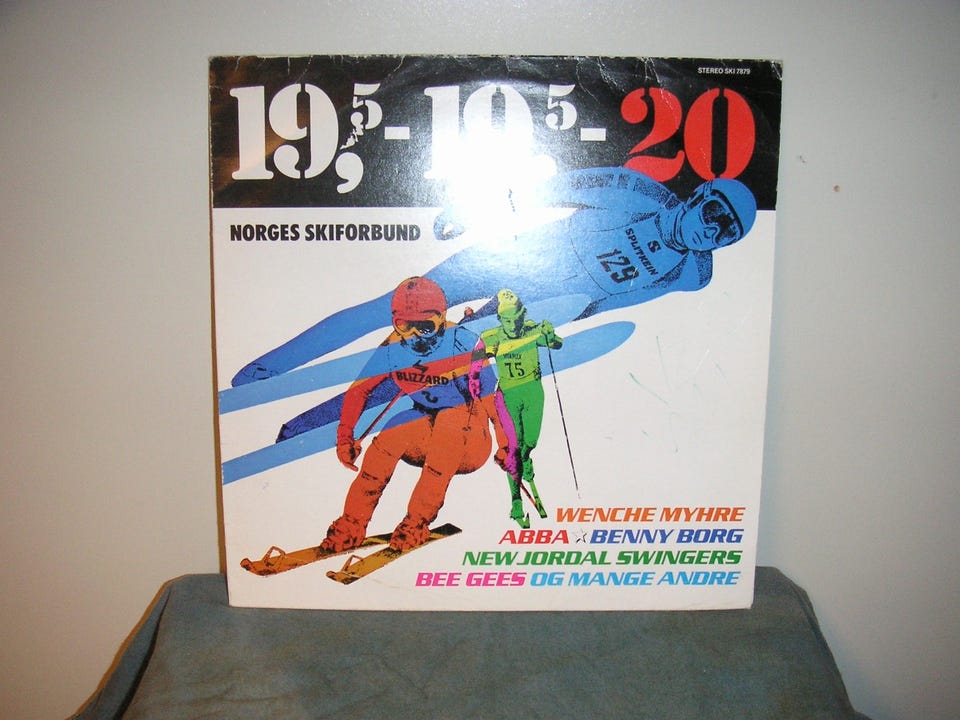 STEREO SKI 7879
19,5-19,5-20
NORGES SKIFORBUND
SPLITKEIN
129
BLIZZARD
75
WENCHE MYHRE
ABBA ☆ BENNY BORG
NEW JORDAL SWINGERS
BEE GEES OG MANGE ANDRE